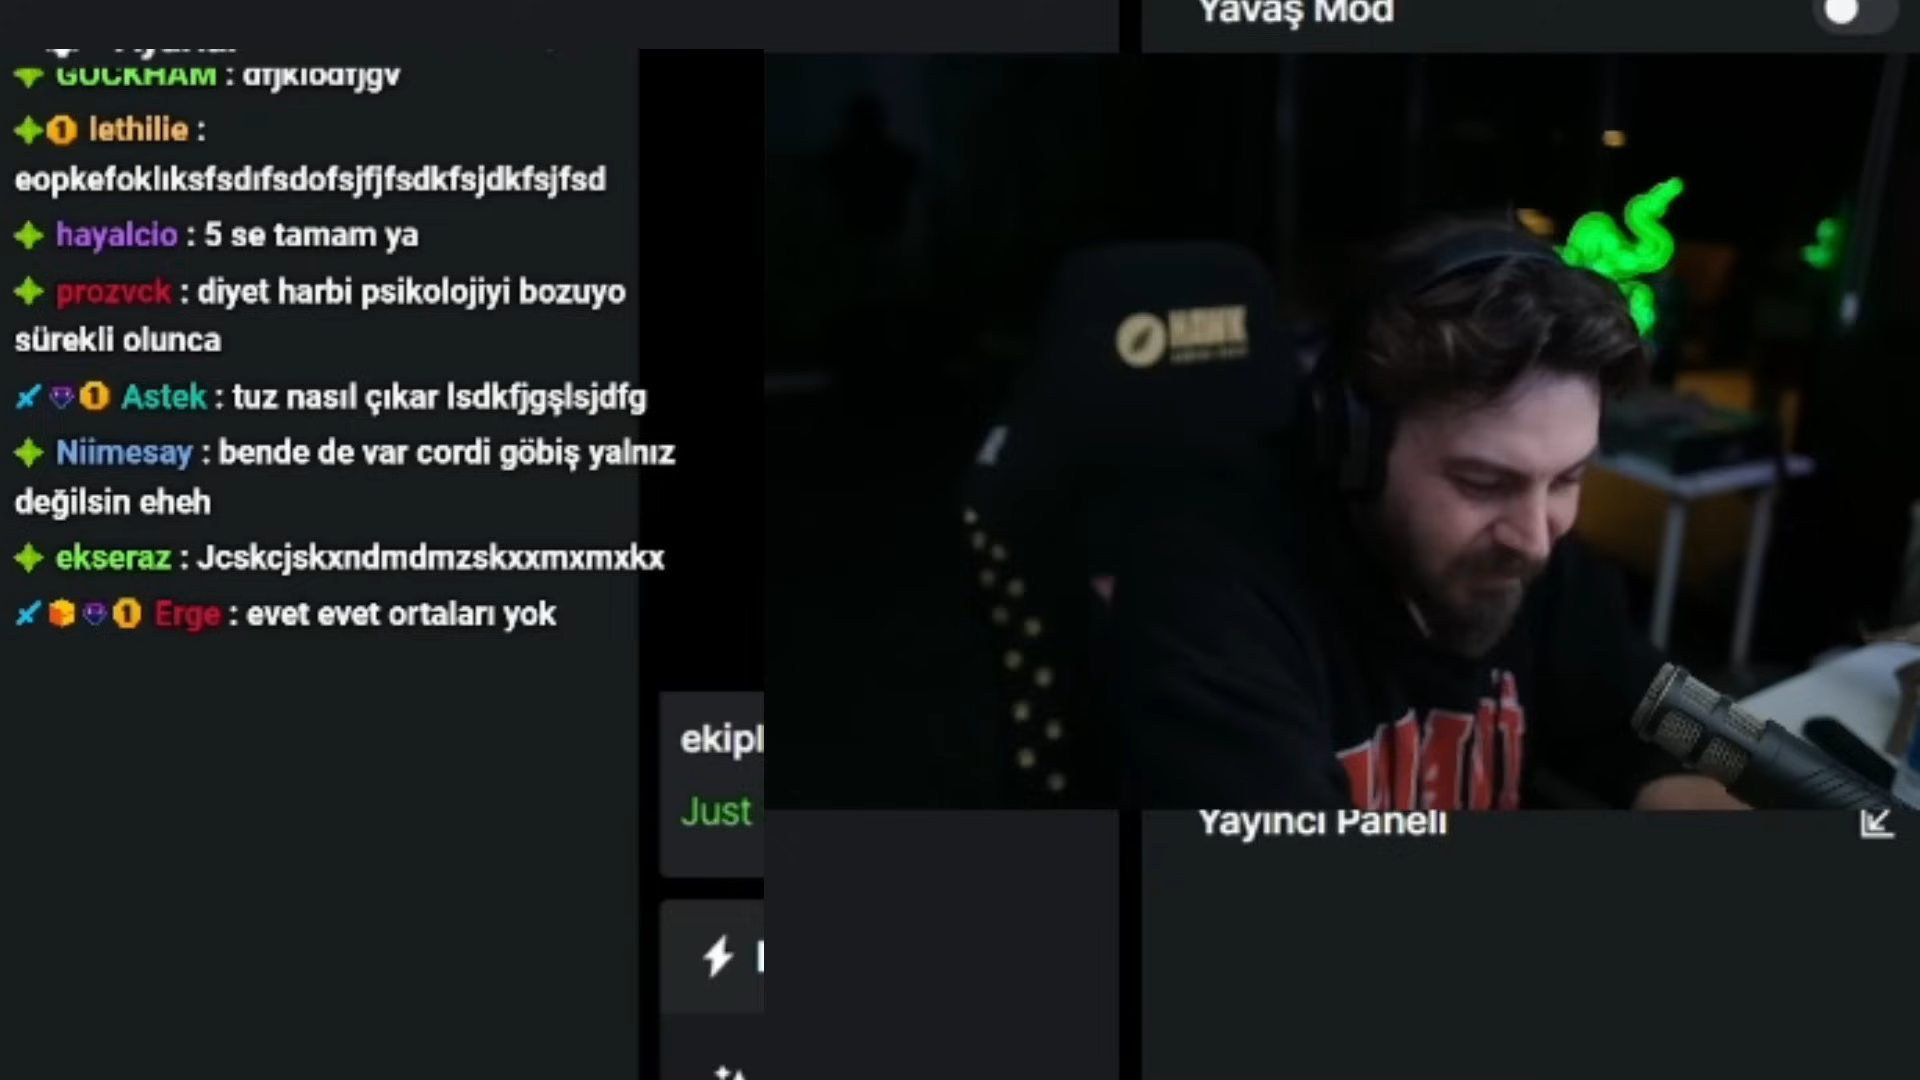 Yavaş Mod
GOCKHAM : dfjklodfjgv
lethilie :
eopkefoklıksfsdıfsdofsjfjfsdkfsjdkfsjfsd
hayalcio : 5 se tamam ya
prozvck : diyet harbi psikolojiyi bozuyo
sürekli olunca
Astek : tuz nasıl çıkar lsdkfjgşlsjdfg
Niimesay : bende de var cordi göbiş yalnız
değilsin eheh
ekseraz : Jcskcjskxndmdmzskxxmxmxkx
Erge : evet evet ortaları yok
HAWK
ekipl
Just
Yayıncı Paneli